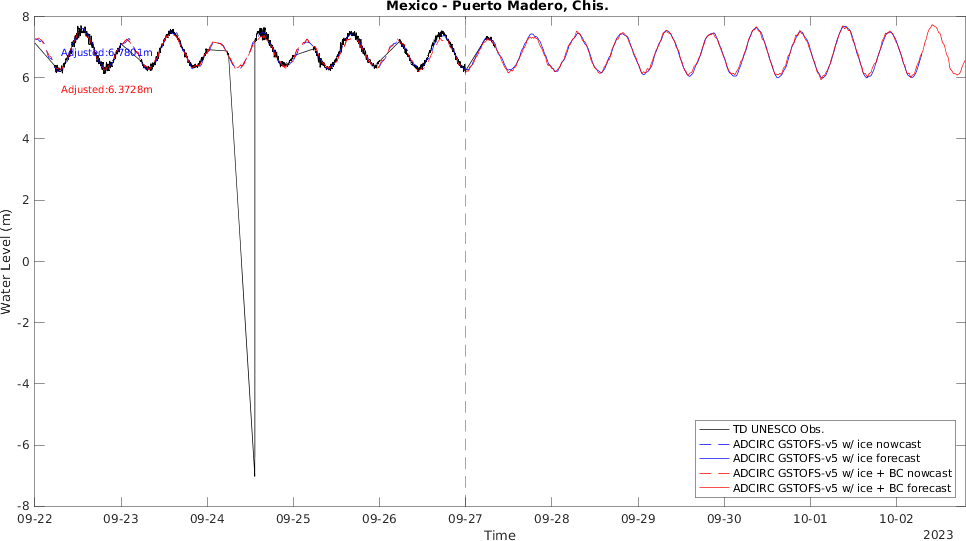 Mexico - Puerto Madero, Chis.
8
6
4
2
0
-2
-4
-6
-8
Water Level (m)
Adjusted:6.7801m
Adjusted:6.3728m
TD UNESCO Obs.
ADCIRC GSTOFS-v5 w/ ice nowcast
ADCIRC GSTOFS-v5 w/ ice forecast
ADCIRC GSTOFS-v5 w/ ice + BC nowcast
ADCIRC GSTOFS-v5 w/ ice + BC forecast
09-22 09-23 09-24 09-25 09-26 09-27 09-28 09-29 09-30 10-01 10-02
Time
2023